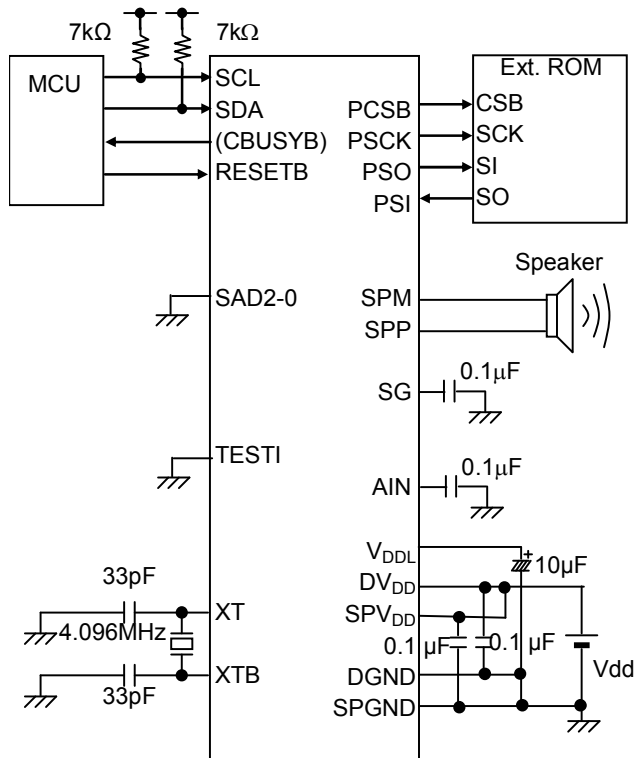 7kΩ
7kΩ
MCU
SCL
SDA
(CBUSYB)
RESETB
PCSB
PSCK
PSO
PSI
Ext. ROM
CSB
SCK
SI
SO
SAD2-0
Speaker
SPM
SPP
SG
0.1μF
TESTI
AIN
0.1μF
VDDL
+
10μF
DVDD
SPVDD
0.1 μF
0.1 μF
DGND
SPGND
Vdd
33pF
XT
4.096MHz
XTB
33pF